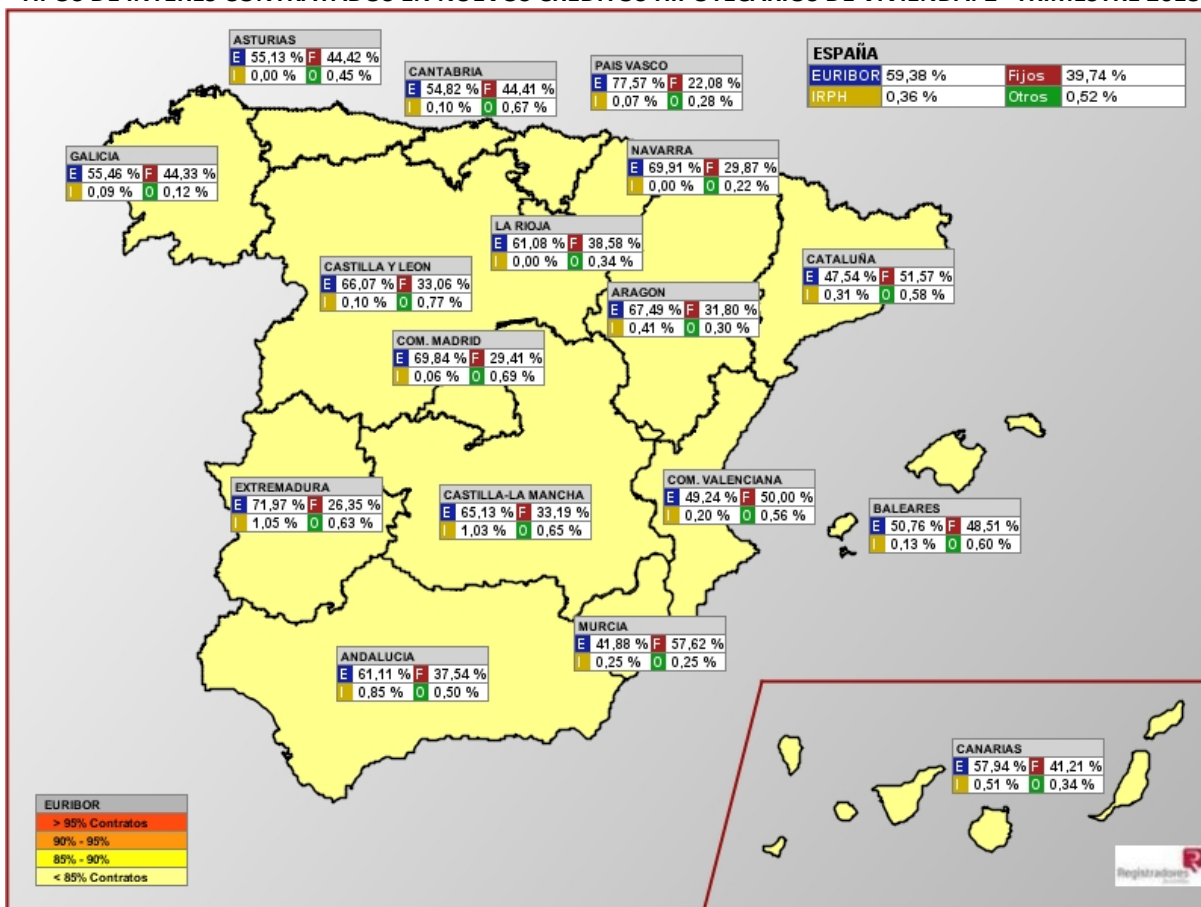 ASTURIAS
E 55,13 % F 44,42 %
I 0,00 % O 0,45 %
CANTABRIA
E 54,82 % F 44,41 %
I 0,10 % O 0,67 %
PAIS VASCO
E 77,57 % F 22,08 %
I 0,07 % O 0,28 %
ESPAÑA
EURIBOR 59,38 % Fijos 39,74 %
IRPH 0,36 % Otros 0,52 %
GALICIA
E 55,46 % F 44,33 %
I 0,09 % O 0,12 %
NAVARRA
E 69,91 % F 29,87 %
I 0,00 % O 0,22 %
LA RIOJA
E 61,08 % F 38,58 %
I 0,00 % O 0,34 %
CASTILLA Y LEON
E 66,07 % F 33,06 %
I 0,10 % O 0,77 %
CATALUÑA
E 47,54 % F 51,57 %
I 0,31 % O 0,58 %
ARAGON
E 67,49 % F 31,80 %
I 0,41 % O 0,30 %
COM. MADRID
E 69,84 % F 29,41 %
I 0,06 % O 0,69 %
EXTREMADURA
E 71,97 % F 26,35 %
I 1,05 % O 0,63 %
CASTILLA-LA MANCHA
E 65,13 % F 33,19 %
I 1,03 % O 0,65 %
COM. VALENCIANA
E 49,24 % F 50,00 %
I 0,20 % O 0,56 %
BALEARES
E 50,76 % F 48,51 %
I 0,13 % O 0,60 %
MURCIA
E 41,88 % F 57,62 %
I 0,25 % O 0,25 %
ANDALUCIA
E 61,11 % F 37,54 %
I 0,85 % O 0,50 %
CANARIAS
E 57,94 % F 41,21 %
I 0,51 % O 0,34 %
EURIBOR
> 95% Contratos
90% - 95%
85% - 90%
< 85% Contratos
Registradores